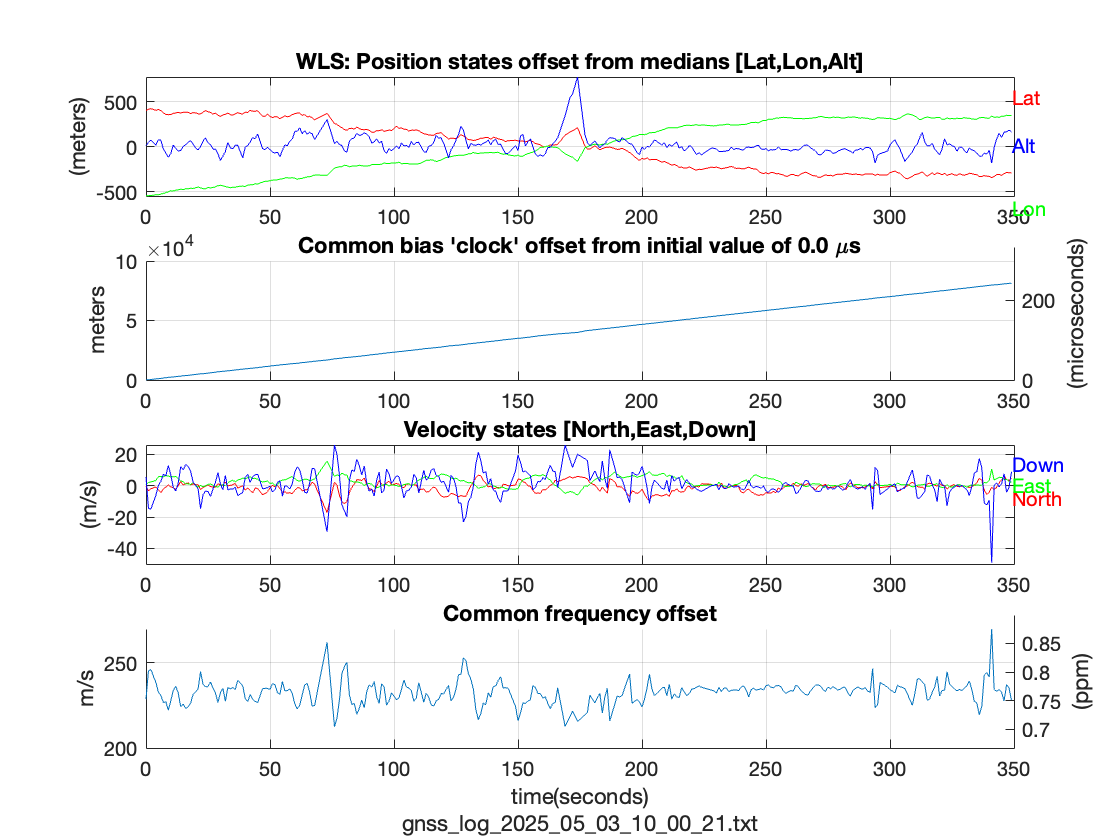 WLS: Position states offset from medians [Lat,Lon,Alt]
(meters)
500
0
-500
Lat
Alt
Lon
0 50 100 150 200 250 300 350
Common bias 'clock' offset from initial value of 0.0 μs
×10^4
meters
10
5
0
200
0
(microseconds)
0 50 100 150 200 250 300 350
Velocity states [North,East,Down]
(m/s)
20
0
-20
-40
Down
East
North
0 50 100 150 200 250 300 350
Common frequency offset
m/s
250
200
0.85
0.8
0.75
0.7
(ppm)
0 50 100 150 200 250 300 350
time(seconds)
gnss_log_2025_05_03_10_00_21.txt